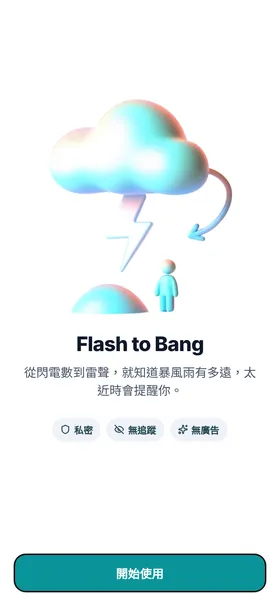 Flash to Bang
從閃電數到雷聲，就知道暴風雨有多遠，太
近時會提醒你。
私密 無追蹤 無廣告
開始使用